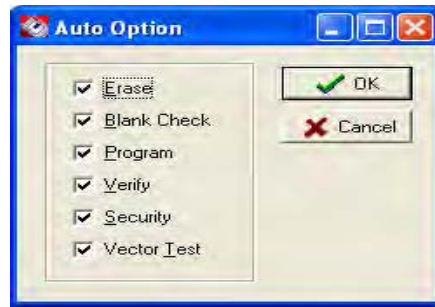 Auto Option
Erase
Blank Check
Program
Verify
Security
Vector Test
OK
Cancel